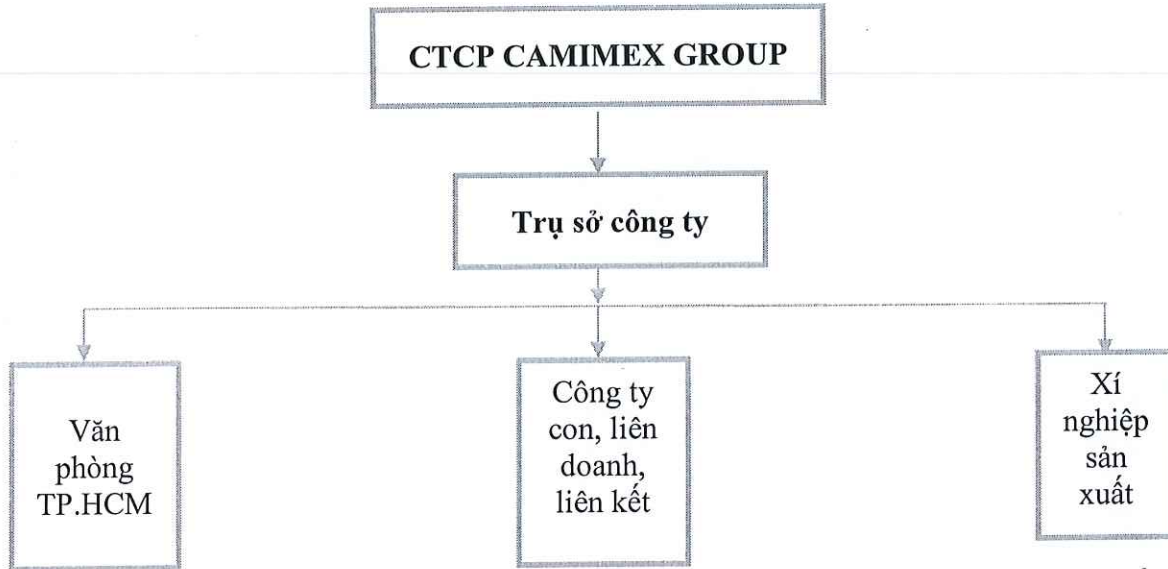 CTCP CAMIMEX GROUP
Trụ sở công ty
Văn
phòng
TP.HCM
Công ty
con, liên
doanh,
liên kết
Xí
nghiệp
sản
xuất